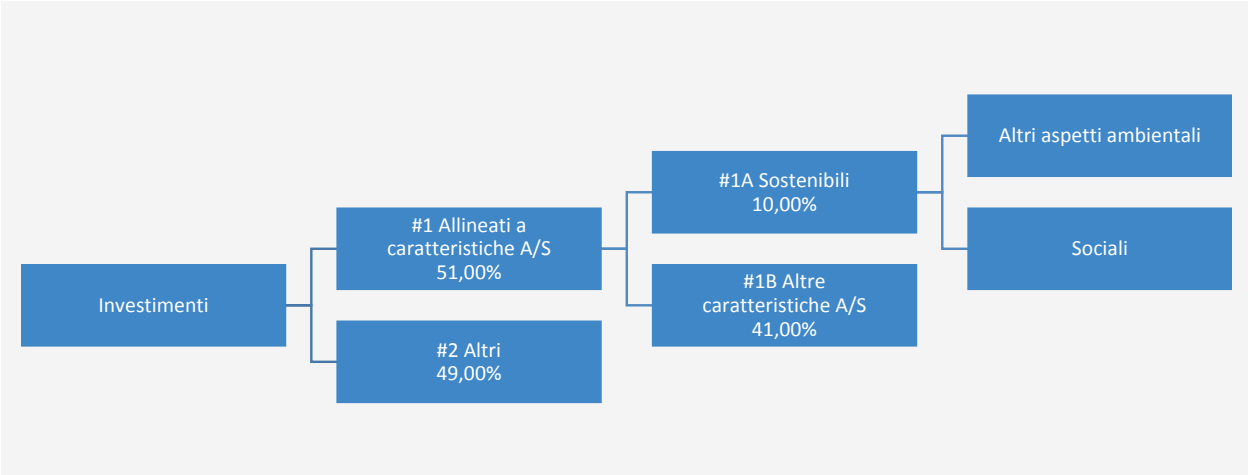 Investimenti
#1 Allineati a
caratteristiche A/S
51,00%
#2 Altri
49,00%
#1A Sostenibili
10,00%
#1B Altre
caratteristiche A/S
41,00%
Altri aspetti ambientali
Sociali